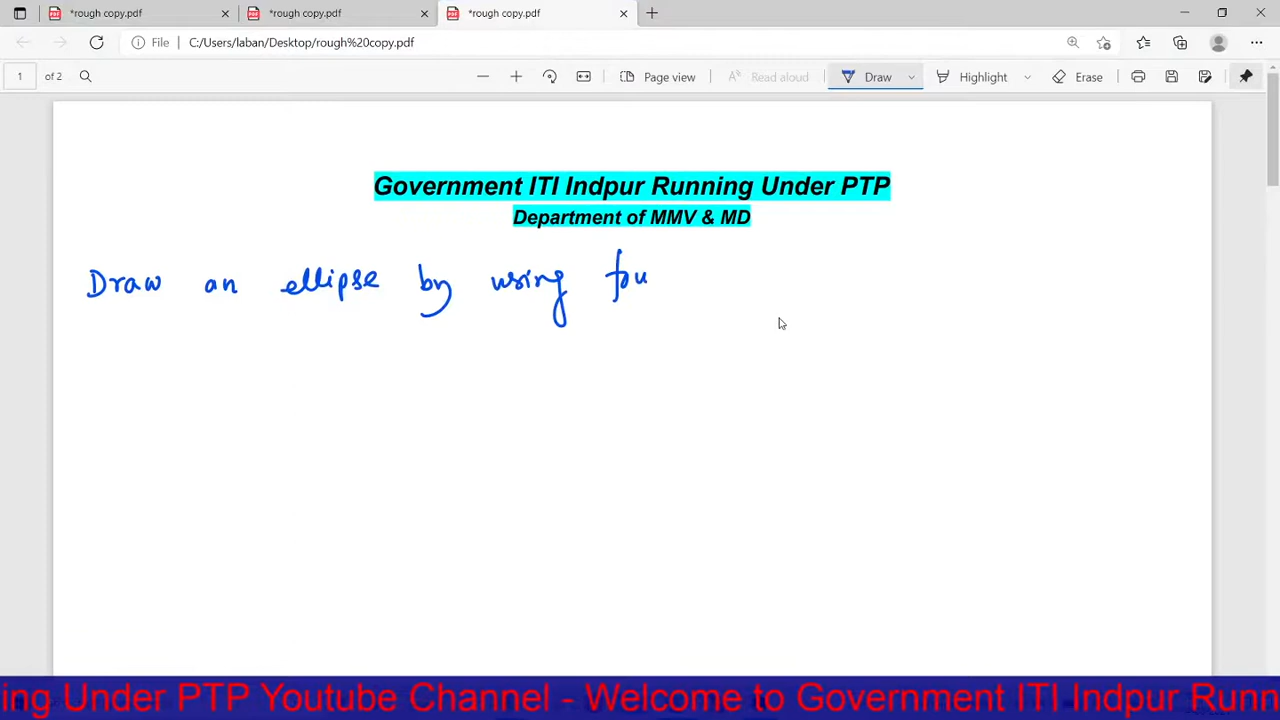 *rough copy.pdf
*rough copy.pdf
*rough copy.pdf
File C:/Users/laban/Desktop/rough%20copy.pdf
1 of 2 Page view Read aloud Draw Highlight Erase
Government ITI Indpur Running Under PTP
Department of MMV & MD
Draw an ellipse by using fou
ing Under PTP Youtube Channel - Welcome to Government ITI Indpur Runn